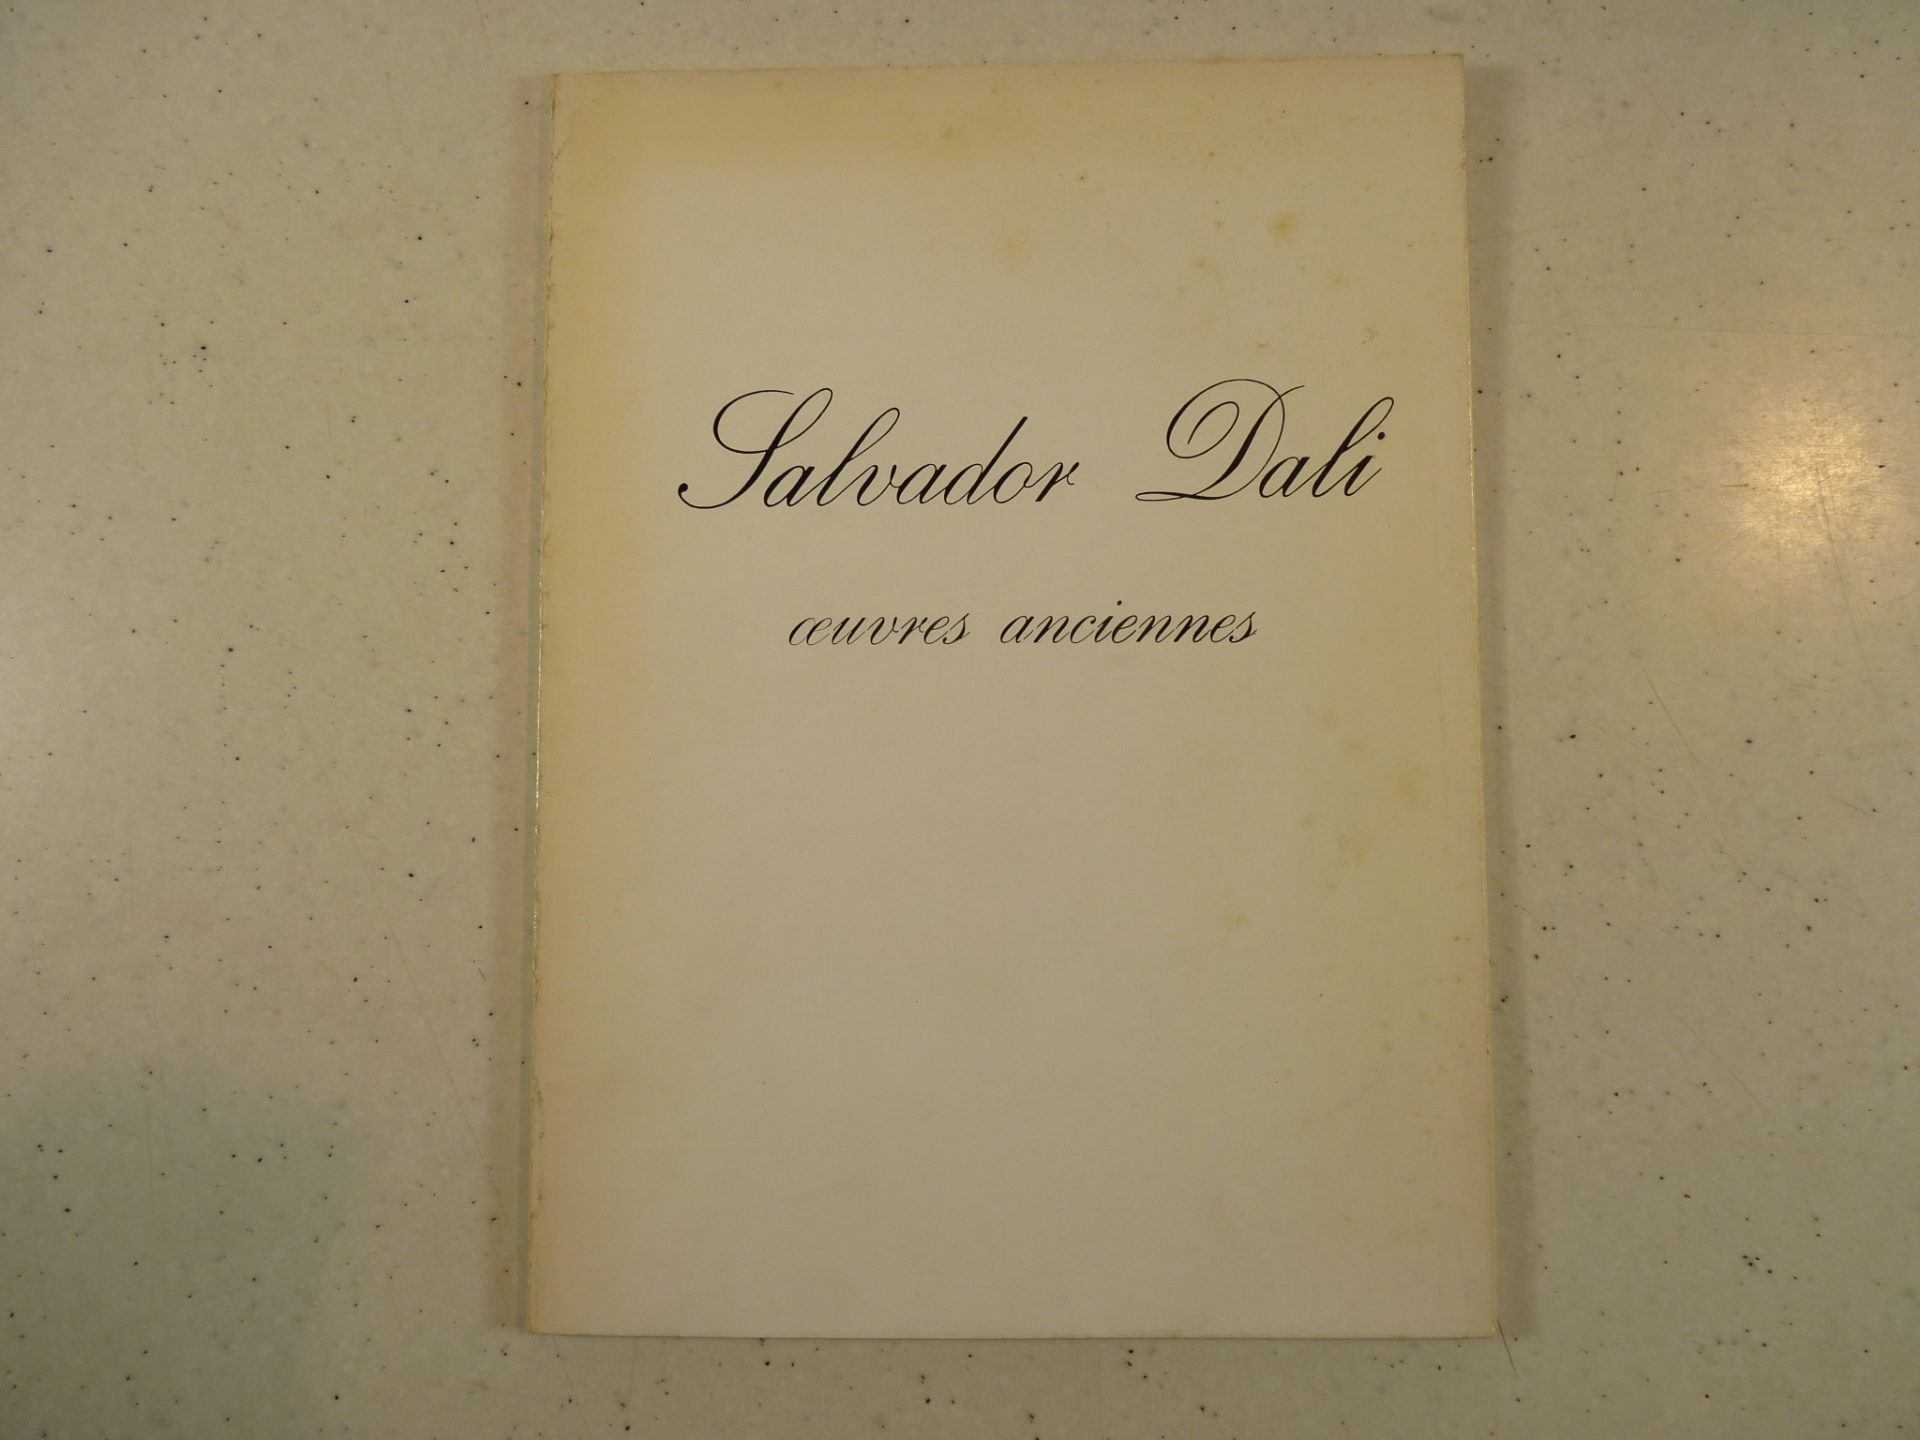 Salvador Dali
œuvres anciennes